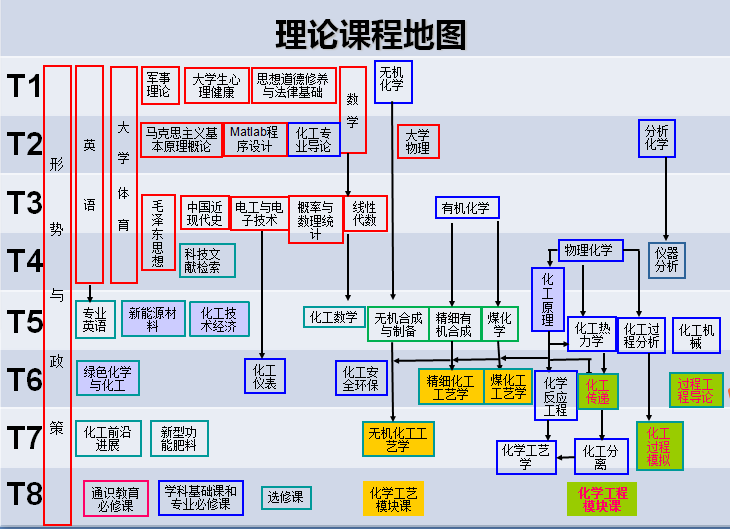 理论课程地图
T1
军事
理论
大学生心
理健康
思想道德修养
与法律基础
数
学
无机
化学
T2
马克思主义基
本原理概论
Matlab程
序设计
化工专
业导论
大学
物理
分析
化学
形
势
与
政
策
英
语
大
学
体
育
T3
毛
泽
东
思
想
中国近
现代史
电工与电
子技术
概率与
数理统
计
线性
代数
有机化学
T4
科技文
献检索
物理化学
仪器
分析
化
工
原
理
T5
专业
英语
新能源材
料
化工技
术经济
化工数学
无机合成
与制备
精细有
机合成
煤化
学
化工热
力学
化工过
程分析
化工机
械
T6
绿色化学
与化工
化工
仪表
化工安
全环保
精细化工
工艺学
煤化工
工艺学
化学
反应
工程
化工
传递
过程工
程导论
T7
化工前沿
进展
新型功
能肥料
无机化工工
艺学
化学工艺
学
化工分
离
化工
过程
模拟
T8
通识教育
必修课
学科基础课和
专业必修课
选修课
化学工艺
模块课
化学工程
模块课